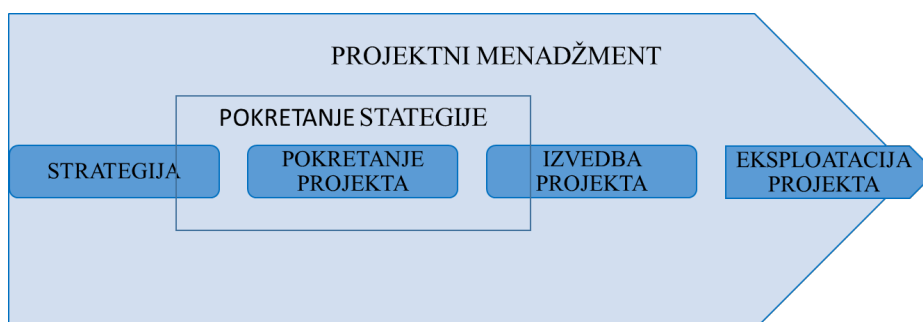 PROJEKTNI MENADŽMENT
POKRETANJE STATEGIJE
STRATEGIJA
POKRETANJE
PROJEKTA
IZVEDBA
PROJEKTA
EKSPLOATACIJA
PROJEKTA